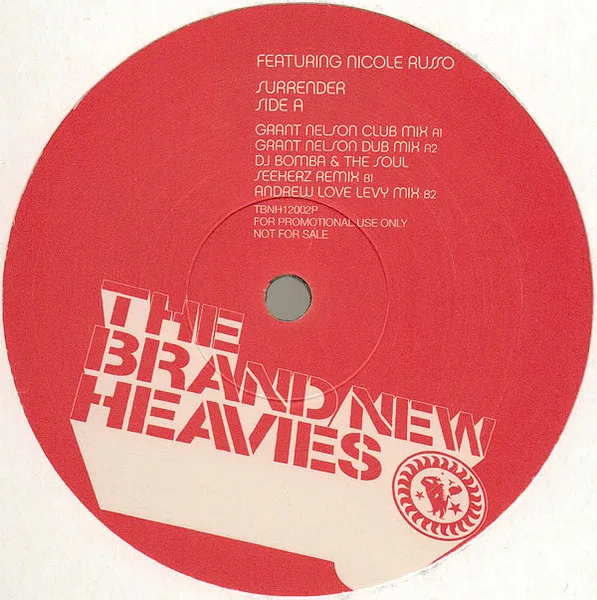 FEATURING NICOLE RUSSO
SURRENDER
SIDE A
GRANT NELSON CLUB MIX A1
GRANT NELSON DUB MIX A2
DJ BOMBA & THE SOUL
SEEKERZ REMIX B1
ANDREW LOVE LEVY MIX B2
TBNH12002P
FOR PROMOTIONAL USE ONLY
NOT FOR SALE
THE
BRAND NEW
HEAVIES